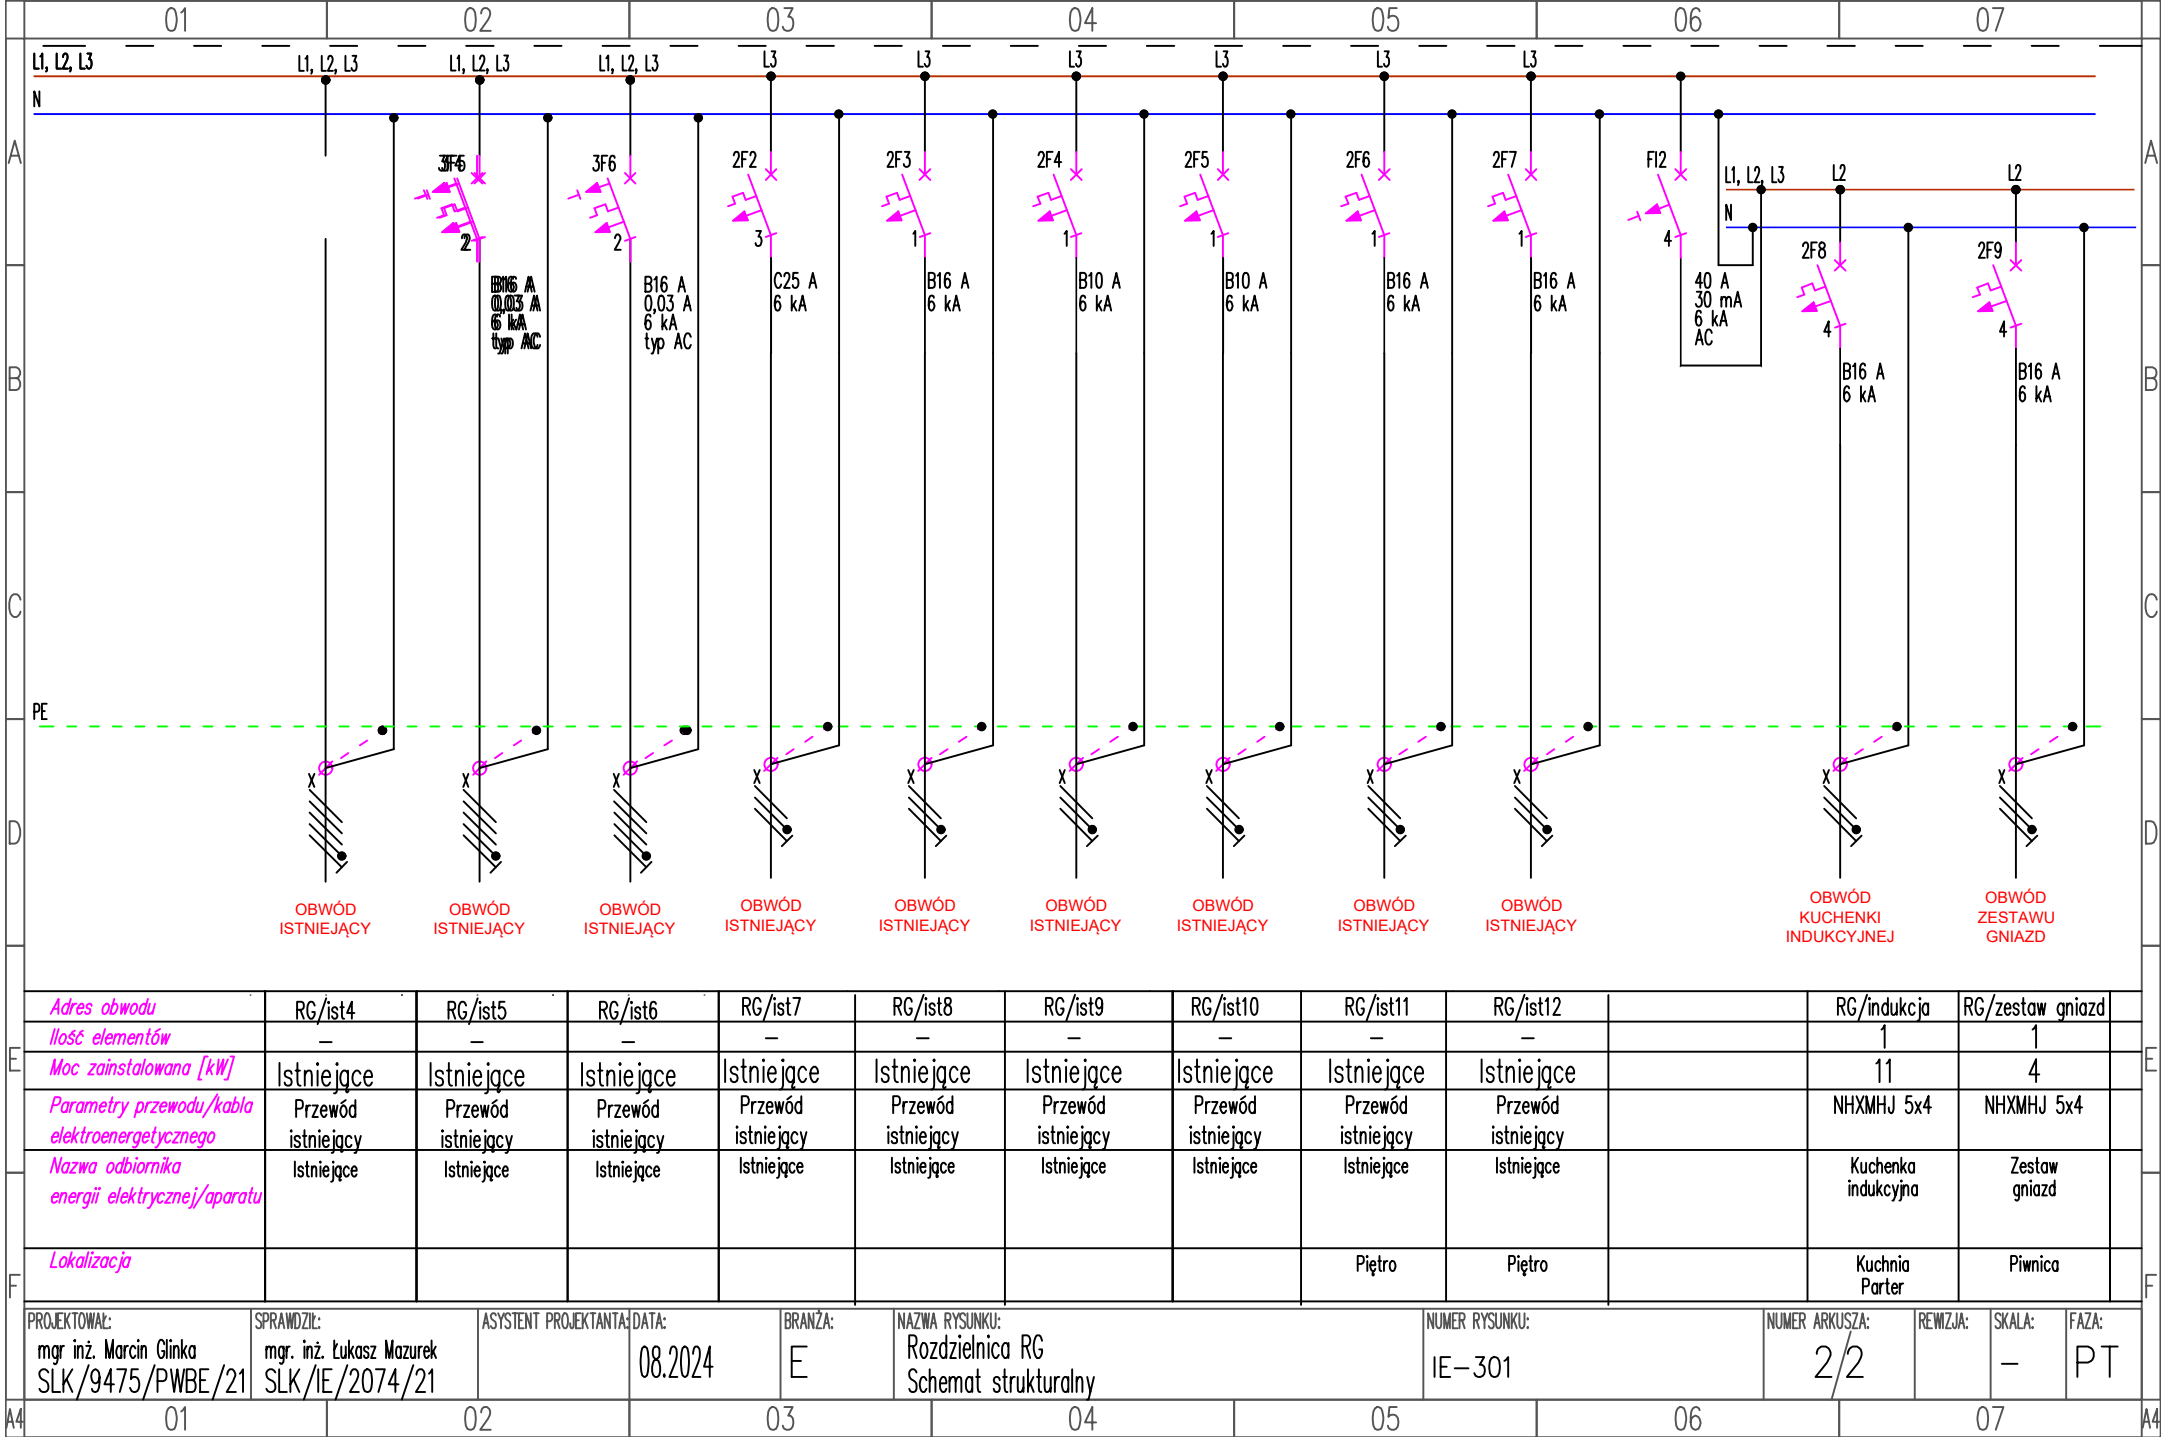 01 02 03 04 05 06 07
L1, L2, L3 L1, L2, L3 L1, L2, L3 L1, L2, L3 L3 L3 L3 L3 L3 L3
N
A A
3F6 2F2 2F3 2F4 2F5 2F6 2F7 FI2
L1, L2, L3 L2 L2
N
2 2 3 1 1 1 1 1 4
2F8 2F9
4 4
B16 A
0,03 A
6 kA
typ AC
C25 A
6 kA
B16 A
6 kA
B10 A
6 kA
B10 A
6 kA
B16 A
6 kA
B16 A
6 kA
40 A
30 mA
6 kA
AC
B16 A
6 kA
B16 A
6 kA
B B
C C
PE
X X X X X X X X X X X
D D
OBWÓD
ISTNIEJĄCY
OBWÓD
ISTNIEJĄCY
OBWÓD
ISTNIEJĄCY
OBWÓD
ISTNIEJĄCY
OBWÓD
ISTNIEJĄCY
OBWÓD
ISTNIEJĄCY
OBWÓD
ISTNIEJĄCY
OBWÓD
ISTNIEJĄCY
OBWÓD
ISTNIEJĄCY
OBWÓD
KUCHENKI
INDUKCYJNEJ
OBWÓD
ZESTAWU
GNIAZD
Adres obwodu RG/ist4 RG/ist5 RG/ist6 RG/ist7 RG/ist8 RG/ist9 RG/ist10 RG/ist11 RG/ist12 RG/indukcja RG/zestaw gniazd
Ilość elementów – – – – – – – – – 1 1
E E
Moc zainstalowana [kW] Istniejące Istniejące Istniejące Istniejące Istniejące Istniejące Istniejące Istniejące Istniejące 11 4
Parametry przewodu/kabla Przewód Przewód Przewód Przewód Przewód Przewód Przewód Przewód Przewód NHXMHJ 5x4 NHXMHJ 5x4
elektroenergetycznego istniejący istniejący istniejący istniejący istniejący istniejący istniejący istniejący istniejący
Nazwa odbiornika Istniejące Istniejące Istniejące Istniejące Istniejące Istniejące Istniejące Istniejące Istniejące Kuchenka Zestaw
energii elektrycznej/aparatu indukcyjna gniazd
Lokalizacja Piętro Piętro Kuchnia Piwnica
Parter
F F
PROJEKTOWAŁ:
mgr inż. Marcin Glinka
SLK/9475/PWBE/21
SPRAWDZIŁ:
mgr. inż. Łukasz Mazurek
SLK/IE/2074/21
ASYSTENT PROJEKTANTA:
DATA:
08.2024
BRANŻA:
E
NAZWA RYSUNKU:
Rozdzielnica RG
Schemat strukturalny
NUMER RYSUNKU:
IE-301
NUMER ARKUSZA:
2/2
REWIZJA:
SKALA:
–
FAZA:
PT
A4 01 02 03 04 05 06 07 A4